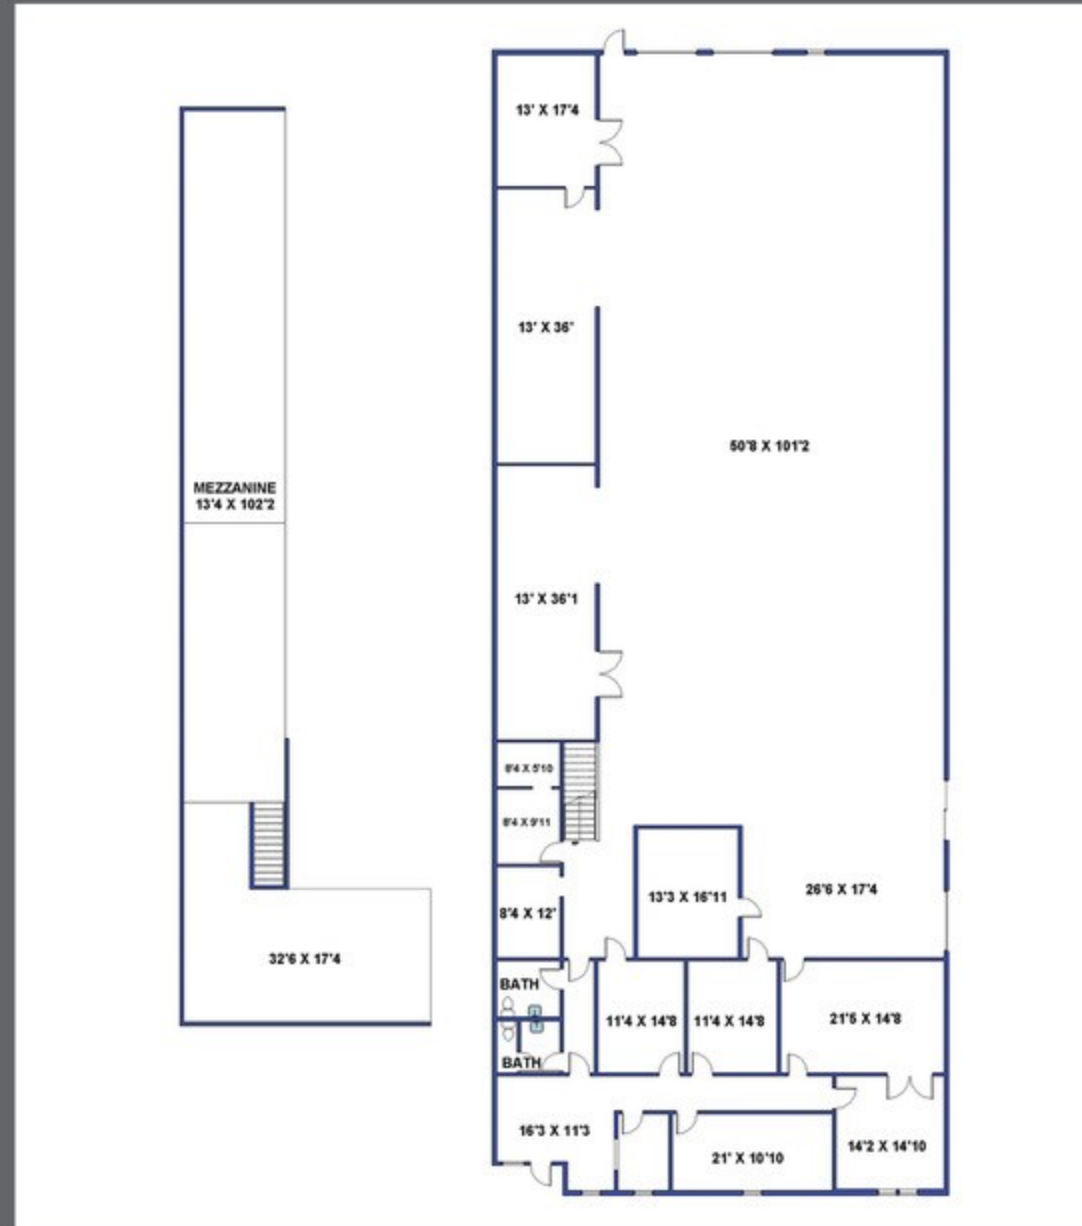 13' X 17'4
13' X 36'
50'8 X 101'2
MEZZANINE
13'4 X 102'2
13' X 36'1
8'4 X 5'10
8'4 X 9'11
13'3 X 16'11
26'6 X 17'4
8'4 X 12'
32'6 X 17'4
BATH
11'4 X 14'8
11'4 X 14'8
21'5 X 14'8
BATH
16'3 X 11'3
21' X 10'10
14'2 X 14'10